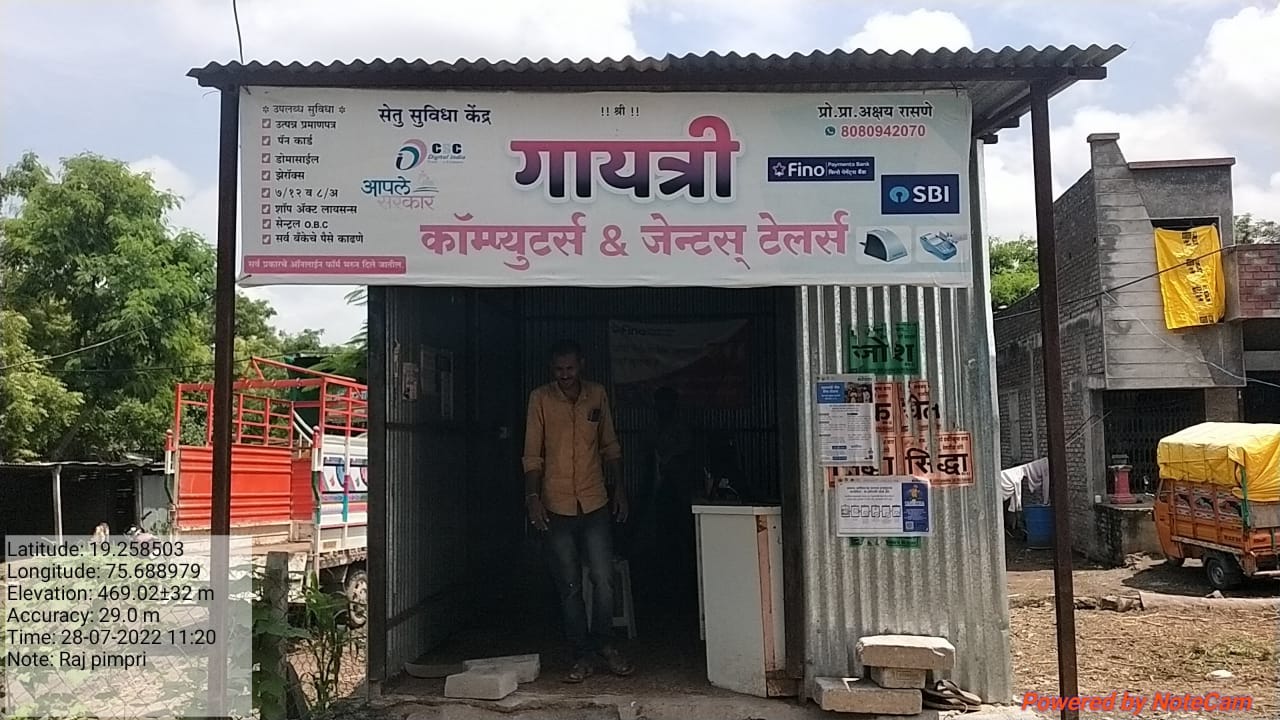 ❊ उपलब्ध सुविधा ❊
उत्पन्न प्रमाणपत्र
पॅन कार्ड
डोमासाईल
झेरॉक्स
७/१२ व ८/अ
शॉप ॲक्ट लायसन्स
सेन्ट्रल O.B.C
सर्व बँकेचे पैसे काढणे
सर्व प्रकारचे ऑनलाईन फॉर्म भरुन दिले जातील.
सेतु सुविधा केंद्र
CSC
Digital India
आपले
सरकार
!! श्री !!
गायत्री
कॉम्प्युटर्स & जेन्टस् टेलर्स
प्रो.प्रा.अक्षय रासणे
8080942070
Fino Payments Bank
फिनो पेमेंट्स बैंक
SBI
Fino
जोश
सिद्धा
Latitude: 19.258503
Longitude: 75.688979
Elevation: 469.02±32 m
Accuracy: 29.0 m
Time: 28-07-2022 11:20
Note: Raj pimpri
Powered by NoteCam